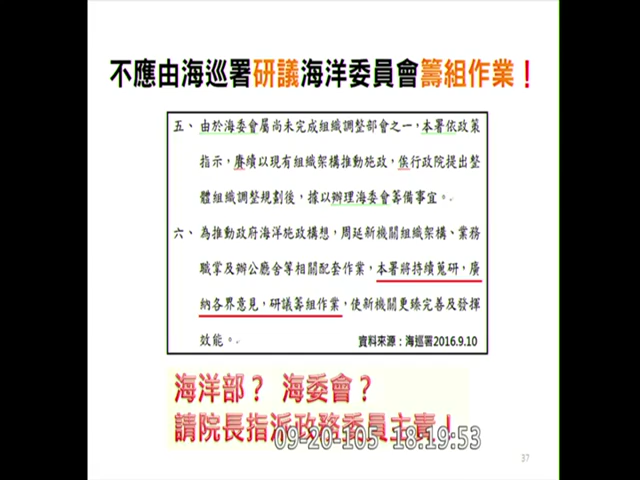 不應由海巡署研議海洋委員會籌組作業！
五、由於海委會屬尚未完成組織調整部會之一，本署依政策
指示，賡續以現有組織架構推動施政，俟行政院提出整
體組織調整規劃後，據以辦理海委會籌備事宜。
六、為推動政府海洋施政構想，周延新機關組織架構、業務
職掌及辦公廳舍等相關配套作業，本署將持續蒐研，廣
納各界意見，研議籌組作業，使新機關更臻完善及發揮
效能。
資料來源：海巡署2016.9.10
海洋部？ 海委會？
請院長指派政務委員主責！
09-20-105 18:19:53
37